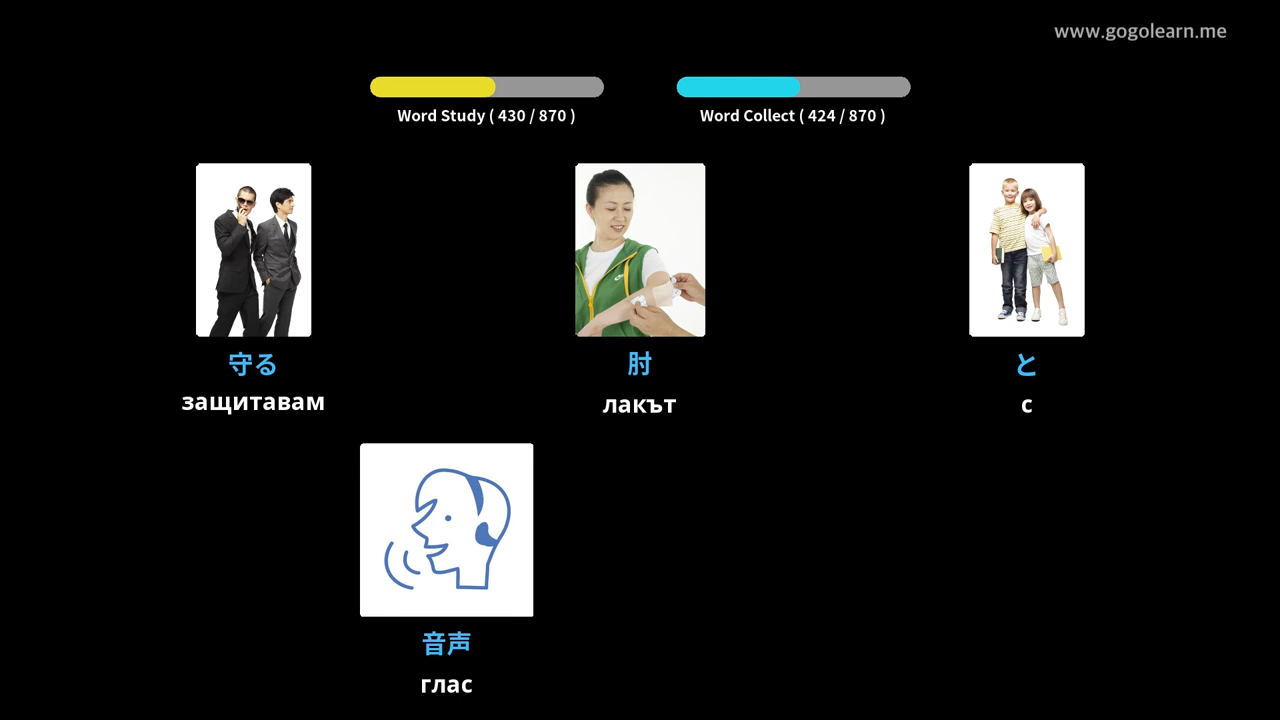 www.gogolearn.me
Word Study ( 430 / 870 )
Word Collect ( 424 / 870 )
守る
защитавам
肘
лакът
と
с
音声
глас